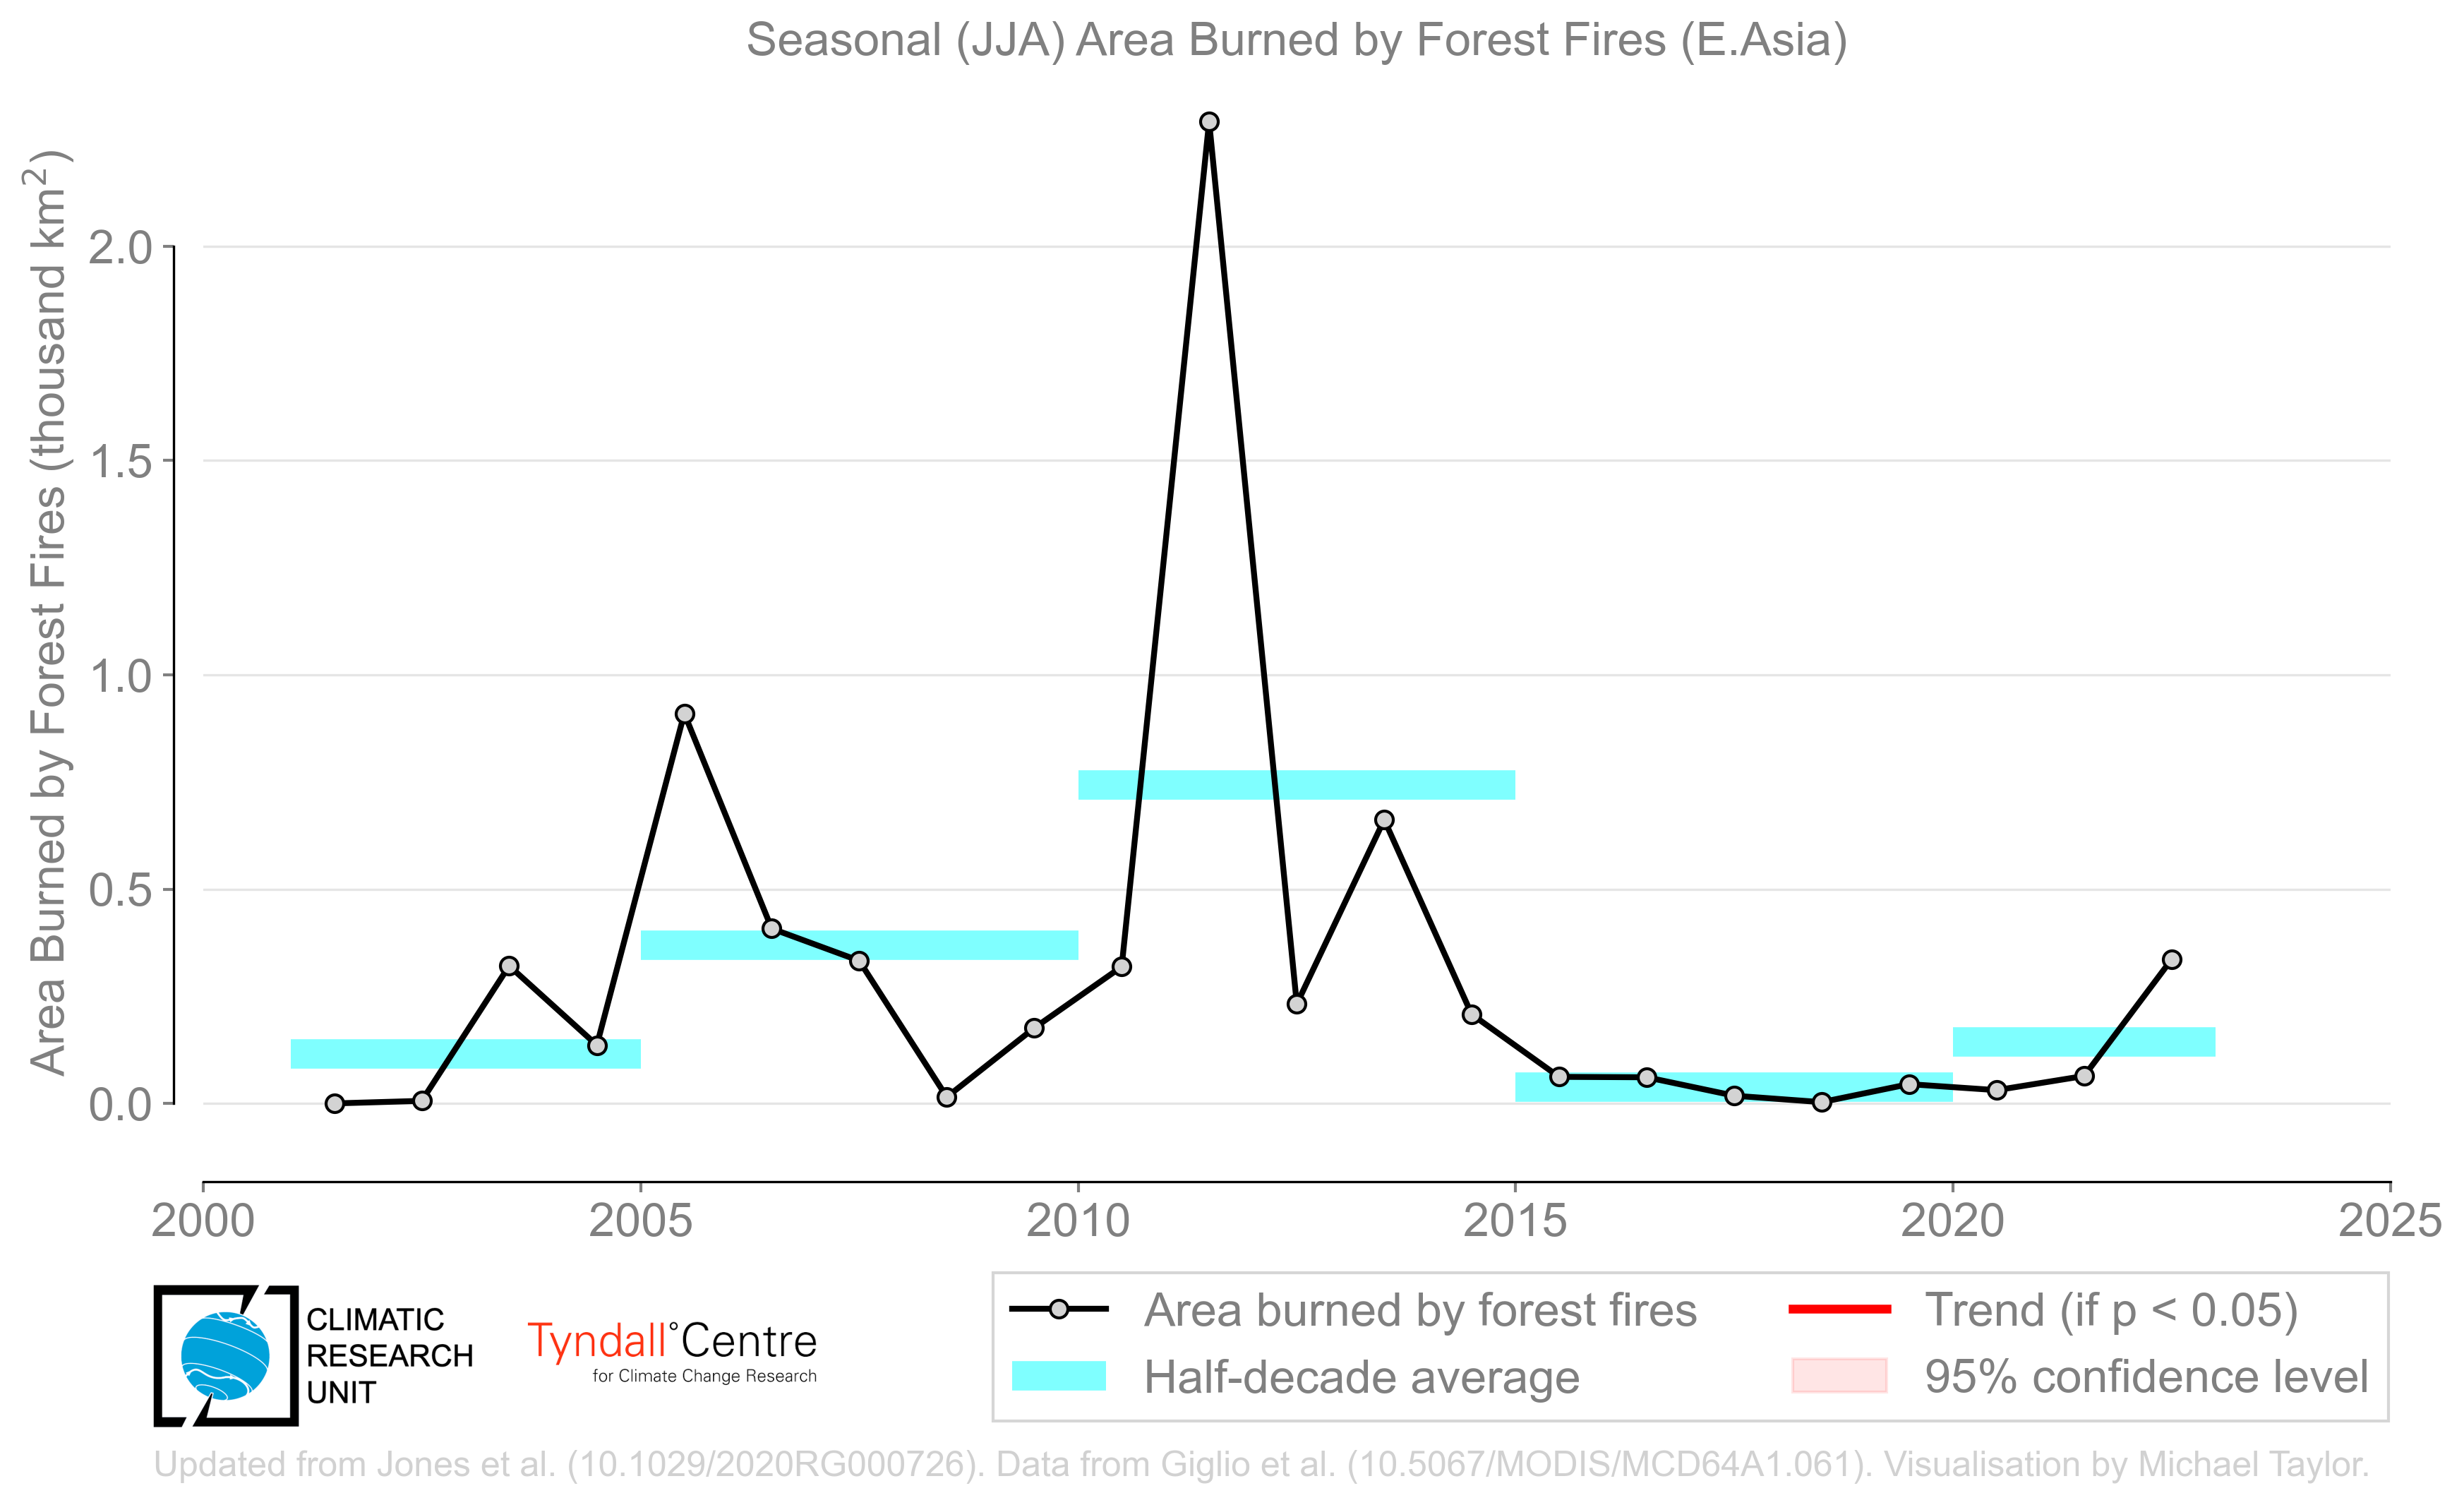 Seasonal (JJA) Area Burned by Forest Fires (E.Asia)
Area Burned by Forest Fires (thousand km²)
2.0
1.5
1.0
0.5
0.0
2000 2005 2010 2015 2020 2025
CLIMATIC
RESEARCH
UNIT
Tyndall°Centre
for Climate Change Research
Area burned by forest fires
Half-decade average
Trend (if p < 0.05)
95% confidence level
Updated from Jones et al. (10.1029/2020RG000726). Data from Giglio et al. (10.5067/MODIS/MCD64A1.061). Visualisation by Michael Taylor.